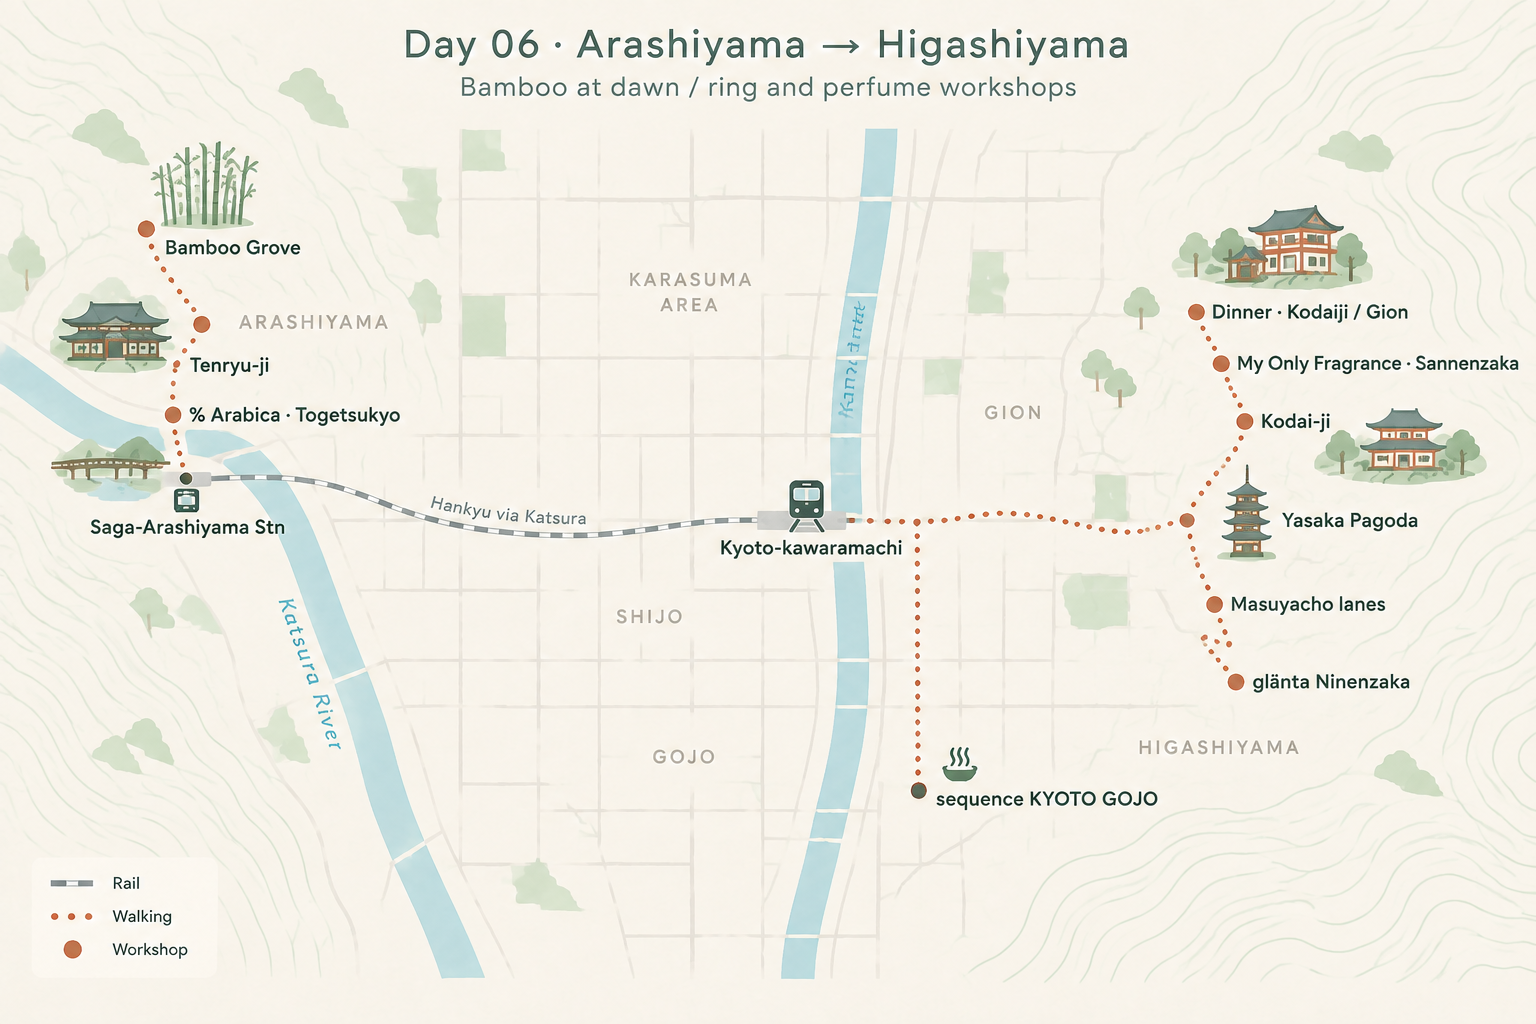 Day 06 · Arashiyama → Higashiyama
Bamboo at dawn / ring and perfume workshops
Bamboo Grove
ARASHIYAMA
Tenryu-ji
% Arabica · Togetsukyo
Saga-Arashiyama Stn
Hankyu via Katsura
Katsura River
KARASUMA
AREA
Kyoto-kawaramachi
SHIJO
GOJO
GION
Dinner · Kodaiji / Gion
My Only Fragrance · Sannenzaka
Kodai-ji
Yasaka Pagoda
Masuyacho lanes
glänta Ninenzaka
HIGASHIYAMA
sequence KYOTO GOJO
Rail
Walking
Workshop